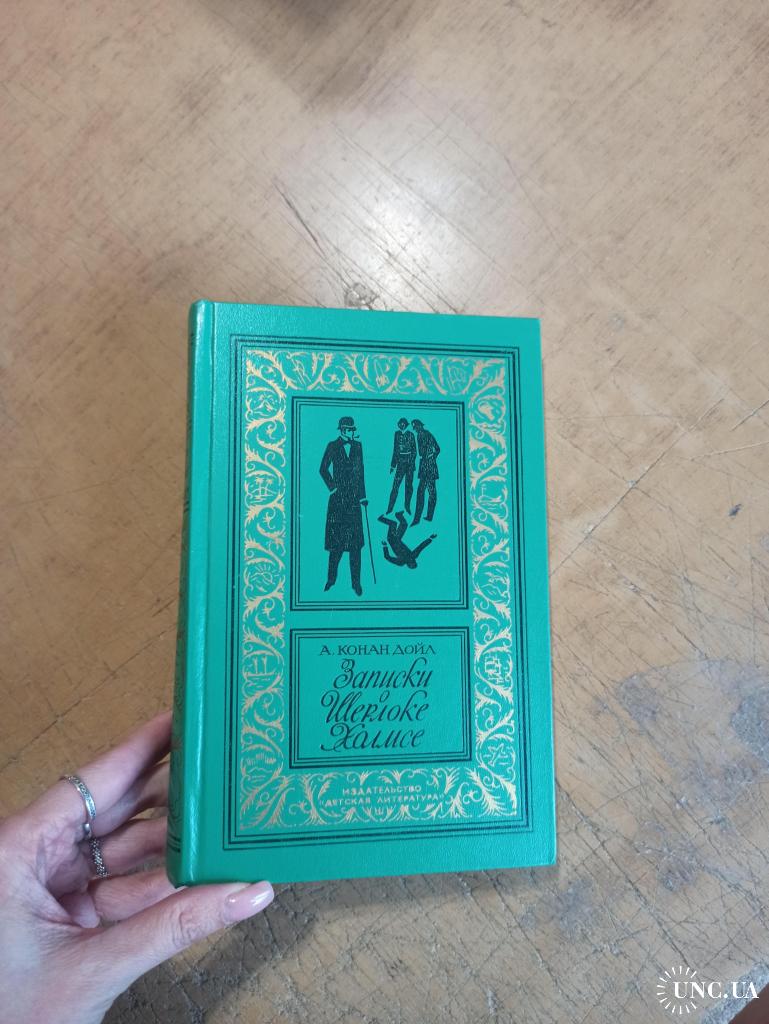 А. КОНАН ДОЙЛ
Записки
о
Шерлоке
Холмсе
ИЗДАТЕЛЬСТВО
«ДЕТСКАЯ ЛИТЕРАТУРА»
UNC.UA